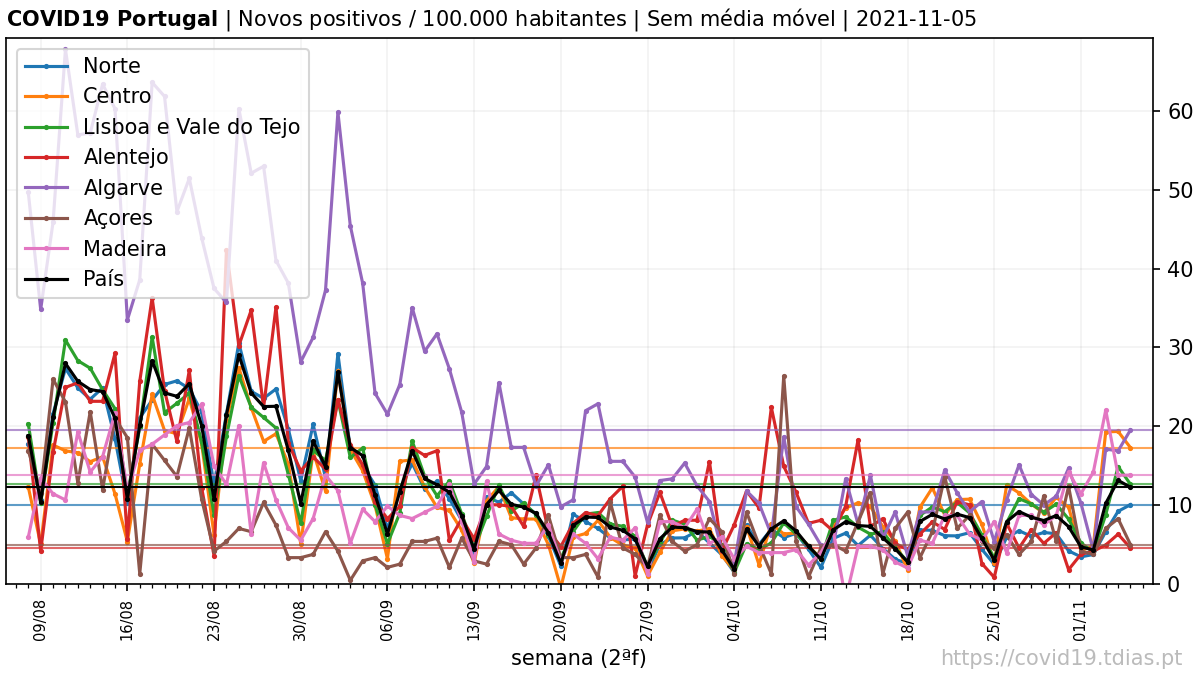 COVID19 Portugal | Novos positivos / 100.000 habitantes | Sem média móvel | 2021-11-05
Norte
Centro
Lisboa e Vale do Tejo
Alentejo
Algarve
Açores
Madeira
País
60
50
40
30
20
10
0
09/08
16/08
23/08
30/08
06/09
13/09
20/09
27/09
04/10
11/10
18/10
25/10
01/11
semana (2ªf)
https://covid19.tdias.pt